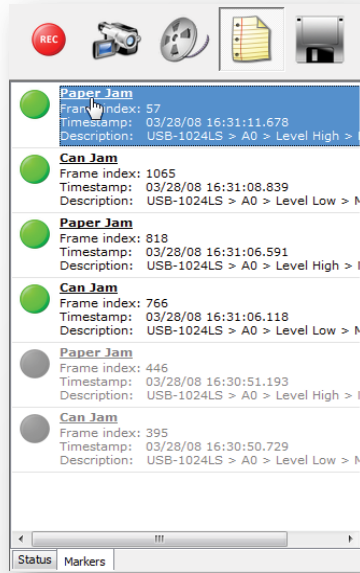 REC
Paper Jam
Frame index: 57
Timestamp: 03/28/08 16:31:11.678
Description: USB-1024LS > A0 > Level High >
Can Jam
Frame index: 1065
Timestamp: 03/28/08 16:31:08.839
Description: USB-1024LS > A0 > Level Low >
Paper Jam
Frame index: 818
Timestamp: 03/28/08 16:31:06.591
Description: USB-1024LS > A0 > Level High >
Can Jam
Frame index: 766
Timestamp: 03/28/08 16:31:06.118
Description: USB-1024LS > A0 > Level Low >
Paper Jam
Frame index: 446
Timestamp: 03/28/08 16:30:51.193
Description: USB-1024LS > A0 > Level High >
Can Jam
Frame index: 395
Timestamp: 03/28/08 16:30:50.729
Description: USB-1024LS > A0 > Level Low >
Status Markers